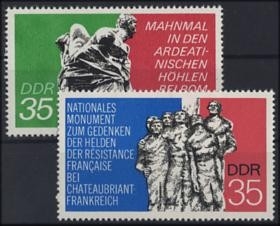 MAHNMAL
IN DEN
ARDEATI-
NISCHEN
HÖHLEN
BEI ROM
DDR
35
NATIONALES
MONUMENT
ZUM GEDENKEN
DER HELDEN
DER RESISTANCE
FRANÇAISE
BEI
CHATEAUBRIANT-
FRANKREICH
DDR
35